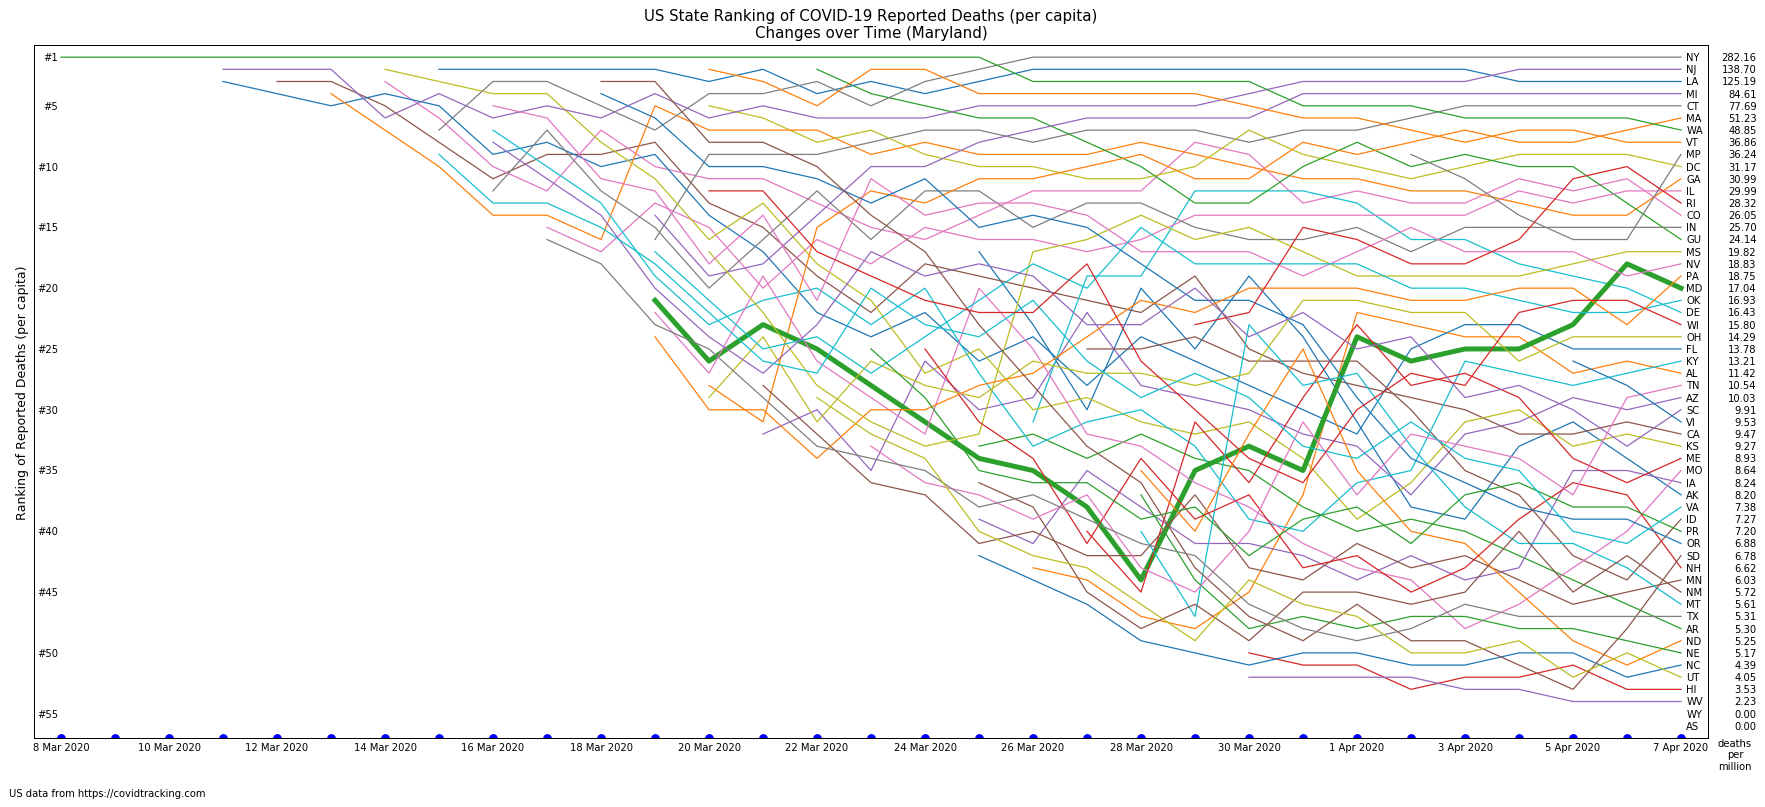 US State Ranking of COVID-19 Reported Deaths (per capita)
Changes over Time (Maryland)
Ranking of Reported Deaths (per capita)
#1
#5
#10
#15
#20
#25
#30
#35
#40
#45
#50
#55
NY 282.16
NJ 138.70
LA 125.19
MI 84.61
CT 77.69
MA 51.23
WA 48.85
VT 36.86
MP 36.24
DC 31.17
GA 30.99
IL 29.99
RI 28.32
CO 26.05
IN 25.70
GU 24.14
MS 19.82
NV 18.83
PA 18.75
MD 17.04
OK 16.93
DE 16.43
WI 15.80
OH 14.29
FL 13.78
KY 13.21
AL 11.42
TN 10.54
AZ 10.03
SC 9.91
VI 9.53
CA 9.47
KS 9.27
ME 8.93
MO 8.64
IA 8.24
AK 8.20
VA 7.38
ID 7.27
PR 7.20
OR 6.88
SD 6.78
NH 6.62
MN 6.03
NM 5.72
MT 5.61
TX 5.31
AR 5.30
ND 5.25
NE 5.17
NC 4.39
UT 4.05
HI 3.53
WV 2.23
WY 0.00
AS 0.00
8 Mar 2020 10 Mar 2020 12 Mar 2020 14 Mar 2020 16 Mar 2020 18 Mar 2020 20 Mar 2020 22 Mar 2020 24 Mar 2020 26 Mar 2020 28 Mar 2020 30 Mar 2020 1 Apr 2020 3 Apr 2020 5 Apr 2020 7 Apr 2020
deaths
per
million
US data from https://covidtracking.com